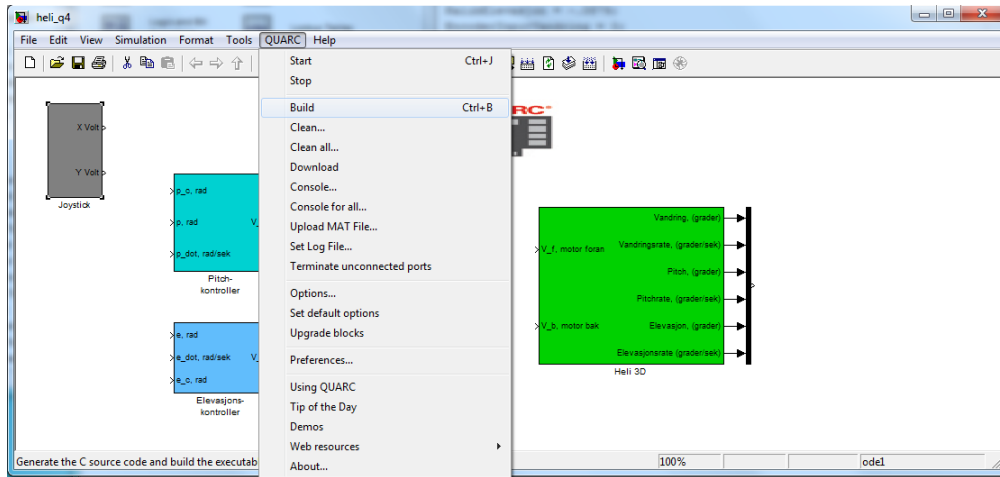 heli_q4
File Edit View Simulation Format Tools QUARC Help
Start Ctrl+J
Stop
Build Ctrl+B
Clean...
Clean all...
Download
Console...
Console for all...
Upload MAT File...
Set Log File...
Terminate unconnected ports
Options...
Set default options
Upgrade blocks
Preferences...
Using QUARC
Tip of the Day
Demos
Web resources
About...
X Volt
Y Volt
Joystick
p_c, rad
p, rad
V_
p_dot, rad/sek
Pitch-
kontroller
e, rad
e_dot, rad/sek
V_
e_c, rad
Elevasjons-
kontroller
RC
V_f, motor foran
V_b, motor bak
Vandring, (grader)
Vandringsrate, (grader/sek)
Pitch, (grader)
Pitchrate, (grader/sek)
Elevasjon, (grader)
Elevasjonsrate (grader/sek)
Heli 3D
Generate the C source code and build the executab
100%
ode1